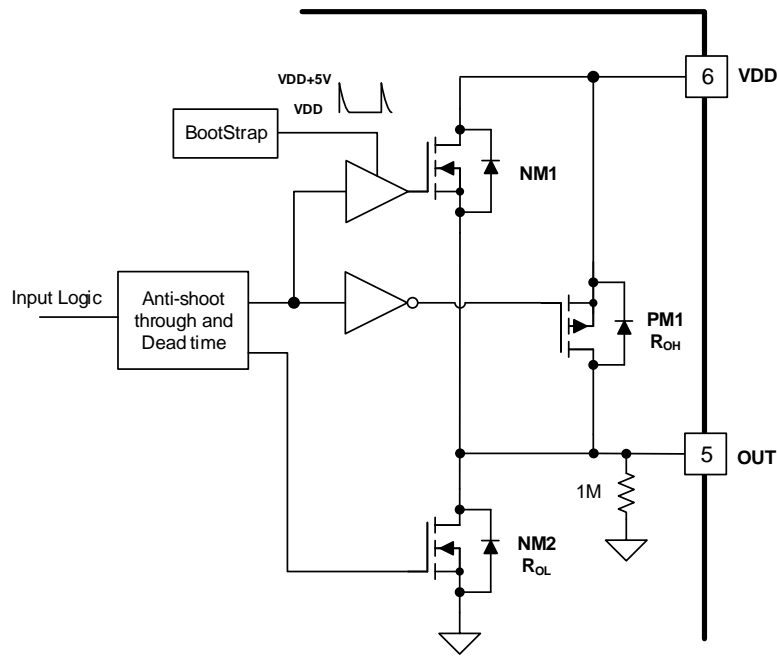 6
VDD
VDD+5V
VDD
BootStrap
NM1
Input Logic
Anti-shoot
through and
Dead time
PM1
ROH
5
OUT
1M
NM2
ROL